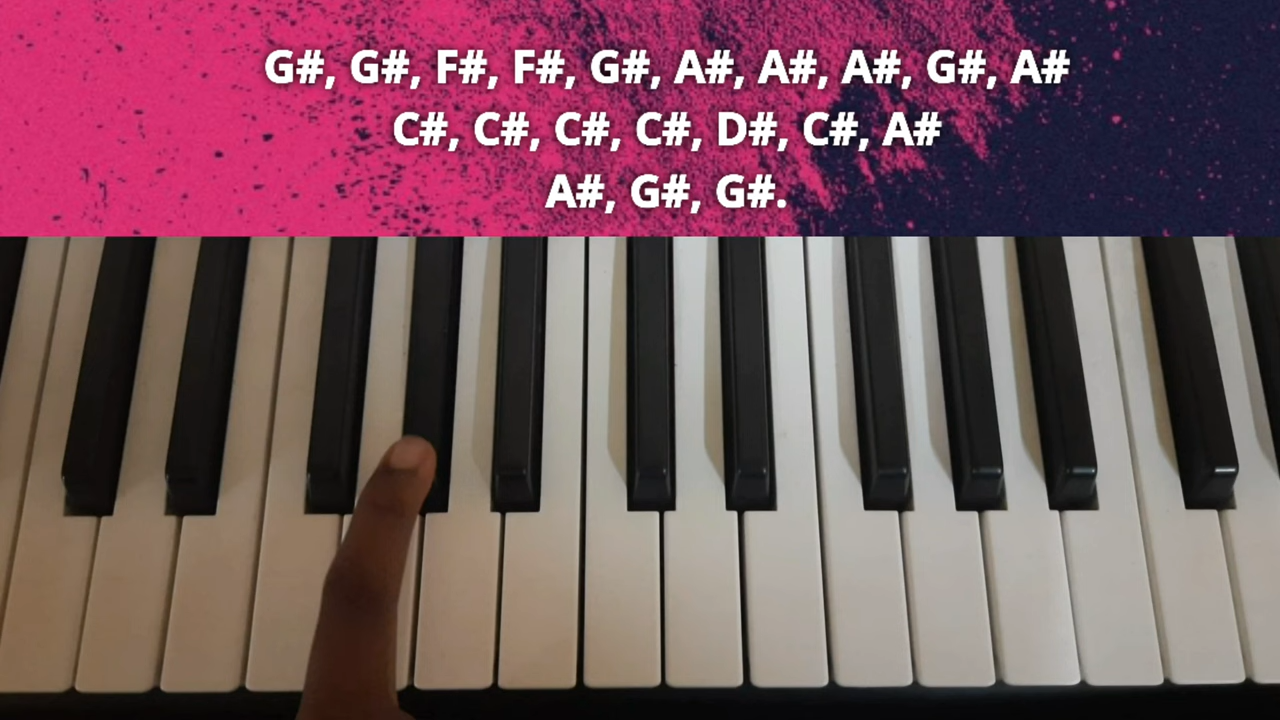 G#, G#, F#, F#, G#, A#, A#, A#, G#, A#
C#, C#, C#, C#, D#, C#, A#
A#, G#, G#.